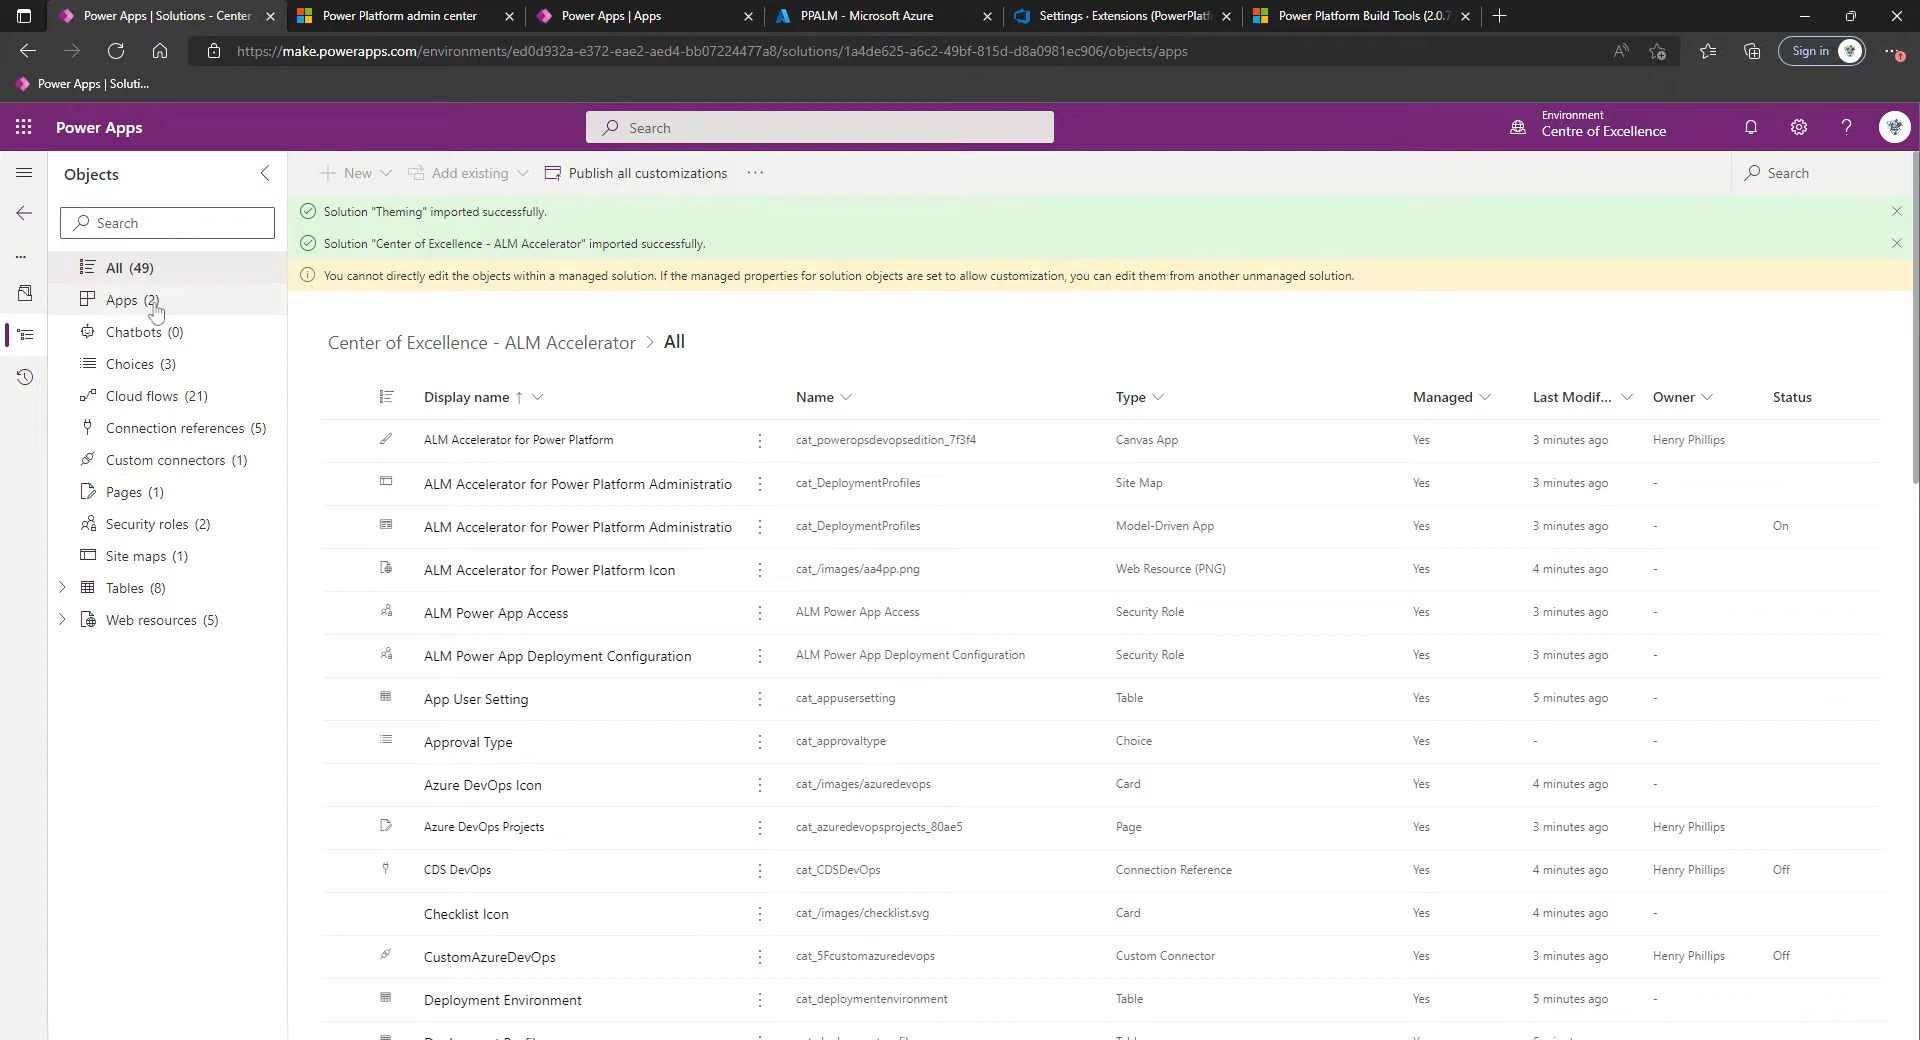 Power Apps | Solutions - Center
Power Platform admin center
Power Apps | Apps
PPALM - Microsoft Azure
Settings · Extensions (PowerPlatf
Power Platform Build Tools (2.0.7
https://make.powerapps.com/environments/ed0d932a-e372-eae2-aed4-bb07224477a8/solutions/1a4de625-a6c2-49bf-815d-d8a0981ec906/objects/apps
Sign in
Power Apps | Soluti...
Power Apps
Search
Environment
Centre of Excellence
Objects
New
Add existing
Publish all customizations
Search
Search
Solution "Theming" imported successfully.
Solution "Center of Excellence - ALM Accelerator" imported successfully.
You cannot directly edit the objects within a managed solution. If the managed properties for solution objects are set to allow customization, you can edit them from another unmanaged solution.
All (49)
Apps (2)
Chatbots (0)
Choices (3)
Cloud flows (21)
Connection references (5)
Custom connectors (1)
Pages (1)
Security roles (2)
Site maps (1)
Tables (8)
Web resources (5)
Center of Excellence - ALM Accelerator > All
Display name ↑ Name Type Managed Last Modif... Owner Status
ALM Accelerator for Power Platform cat_poweropsdevopsedition_7f3f4 Canvas App Yes 3 minutes ago Henry Phillips
ALM Accelerator for Power Platform Administratio cat_DeploymentProfiles Site Map Yes 3 minutes ago -
ALM Accelerator for Power Platform Administratio cat_DeploymentProfiles Model-Driven App Yes 3 minutes ago - On
ALM Accelerator for Power Platform Icon cat_/images/aa4pp.png Web Resource (PNG) Yes 4 minutes ago -
ALM Power App Access ALM Power App Access Security Role Yes 3 minutes ago -
ALM Power App Deployment Configuration ALM Power App Deployment Configuration Security Role Yes 3 minutes ago -
App User Setting cat_appusersetting Table Yes 5 minutes ago -
Approval Type cat_approvaltype Choice Yes - -
Azure DevOps Icon cat_/images/azuredevops Card Yes 4 minutes ago -
Azure DevOps Projects cat_azuredevopsprojects_80ae5 Page Yes 3 minutes ago Henry Phillips
CDS DevOps cat_CDSDevOps Connection Reference Yes 4 minutes ago Henry Phillips Off
Checklist Icon cat_/images/checklist.svg Card Yes 4 minutes ago -
CustomAzureDevOps cat_5Fcustomazuredevops Custom Connector Yes 3 minutes ago Henry Phillips Off
Deployment Environment cat_deploymentenvironment Table Yes 5 minutes ago -